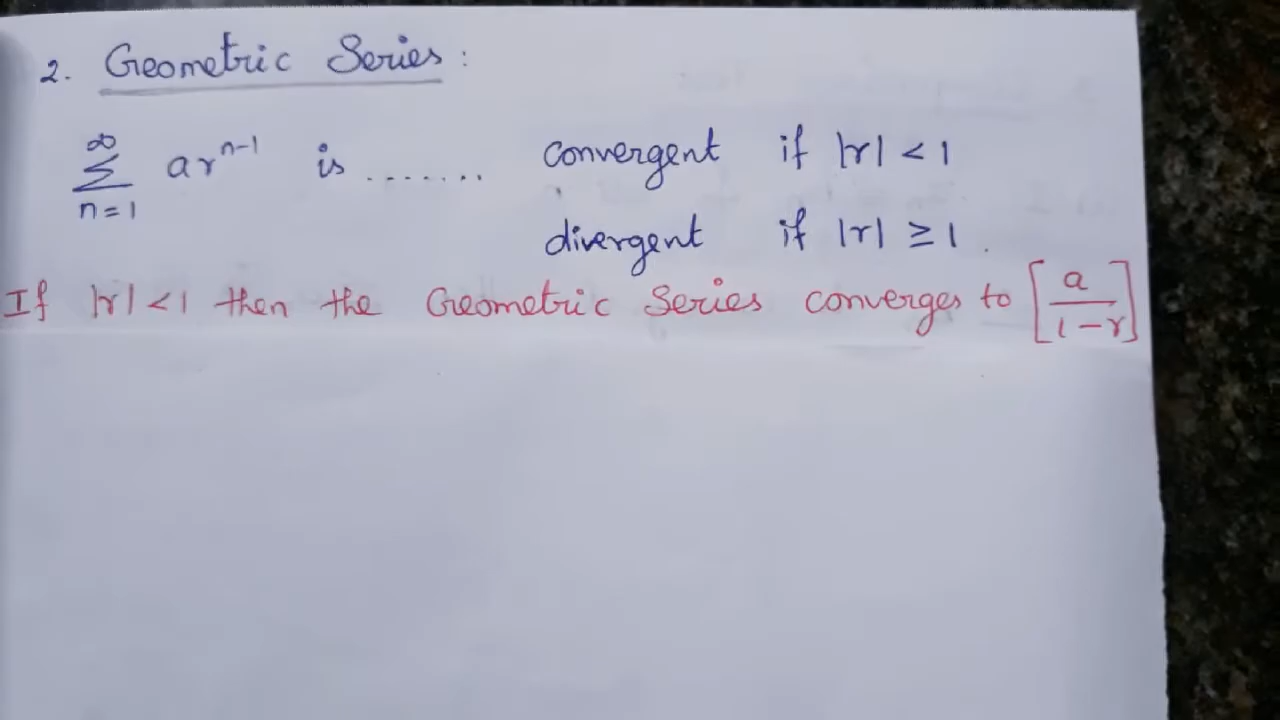 2. Geometric Series:
∞
∑ ar^{n-1} is ....... convergent if |r| < 1
n=1
divergent if |r| ≥ 1.
If |r| < 1 then the Geometric Series converges to [a/(1-r)]